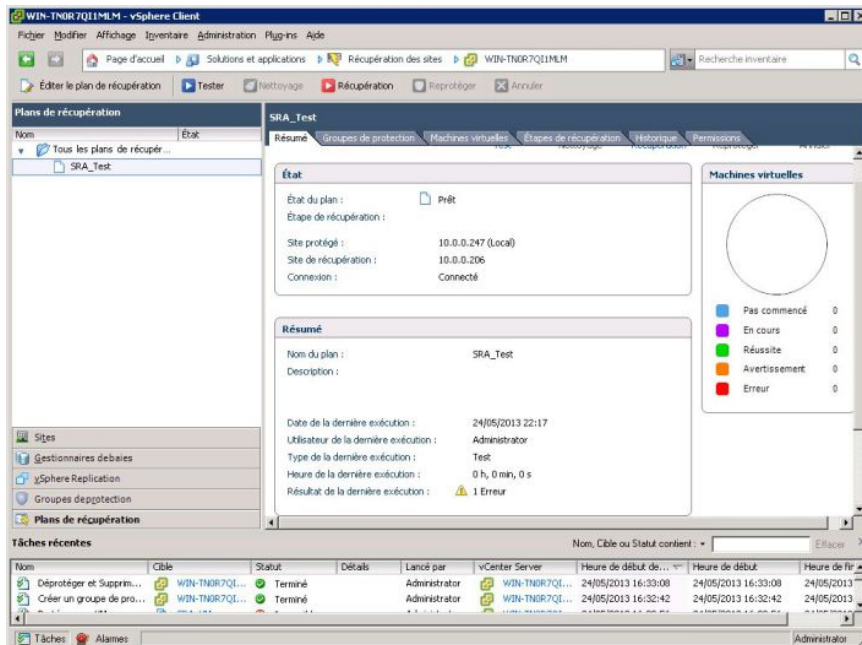 WIN-TN0R7QI1MLM - vSphere Client
Fichier Modifier Affichage Inventaire Administration Plug-ins Aide
Page d'accueil Solutions et applications Récupération des sites WIN-TN0R7QI1MLM Recherche inventaire
Éditer le plan de récupération Tester Nettoyage Récupération Reprotéger Annuler
Plans de récupération
Nom État
Tous les plans de récupér...
SRA_Test
Sites
Gestionnaires debaies
vSphere Replication
Groupes deprotection
Plans de récupération
SRA_Test
Résumé Groupes de protection Machines virtuelles Étapes de récupération Historique Permissions
État
État du plan : Prêt
Étape de récupération :
Site protégé : 10.0.0.247 (Local)
Site de récupération : 10.0.0.206
Connexion : Connecté
Résumé
Nom du plan : SRA_Test
Description :
Date de la dernière exécution : 24/05/2013 22:17
Utilisateur de la dernière exécution : Administrator
Type de la dernière exécution : Test
Heure de la dernière exécution : 0 h, 0 min, 0 s
Résultat de la dernière exécution : 1 Erreur
Machines virtuelles
Pas commencé 0
En cours 0
Réussite 0
Avertissement 0
Erreur 0
Tâches récentes Nom, Cible ou Statut contient : Effacer
Nom Cible Statut Détails Lancé par vCenter Server Heure de début de... Heure de début Heure de fir
Déprotéger et Supprim... WIN-TN0R7QI... Terminé Administrator WIN-TN0R7QI... 24/05/2013 16:33:08 24/05/2013 16:33:08 24/05/2013
Créer un groupe de pro... WIN-TN0R7QI... Terminé Administrator WIN-TN0R7QI... 24/05/2013 16:32:42 24/05/2013 16:32:42 24/05/2013
Tâches Alarmes Administrator